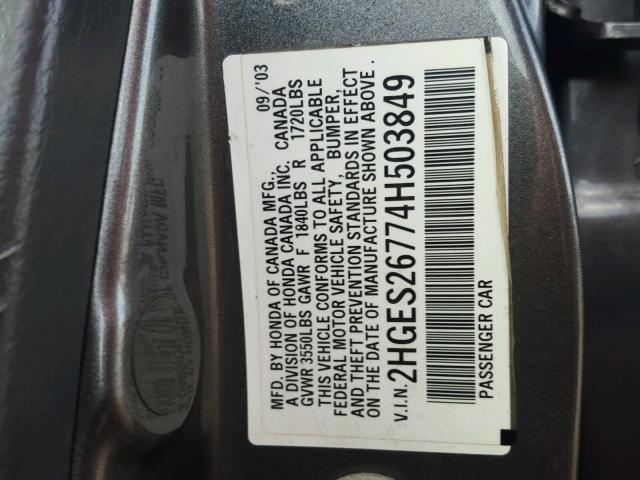 MFD. BY HONDA OF CANADA MFG., 09/'03
A DIVISION OF HONDA CANADA INC. CANADA
GVWR 3550LBS GAWR F 1840LBS R 1720LBS
THIS VEHICLE CONFORMS TO ALL APPLICABLE
FEDERAL MOTOR VEHICLE SAFETY, BUMPER,
AND THEFT PREVENTION STANDARDS IN EFFECT
ON THE DATE OF MANUFACTURE SHOWN ABOVE.
V.I.N. 2HGES26774H503849
PASSENGER CAR